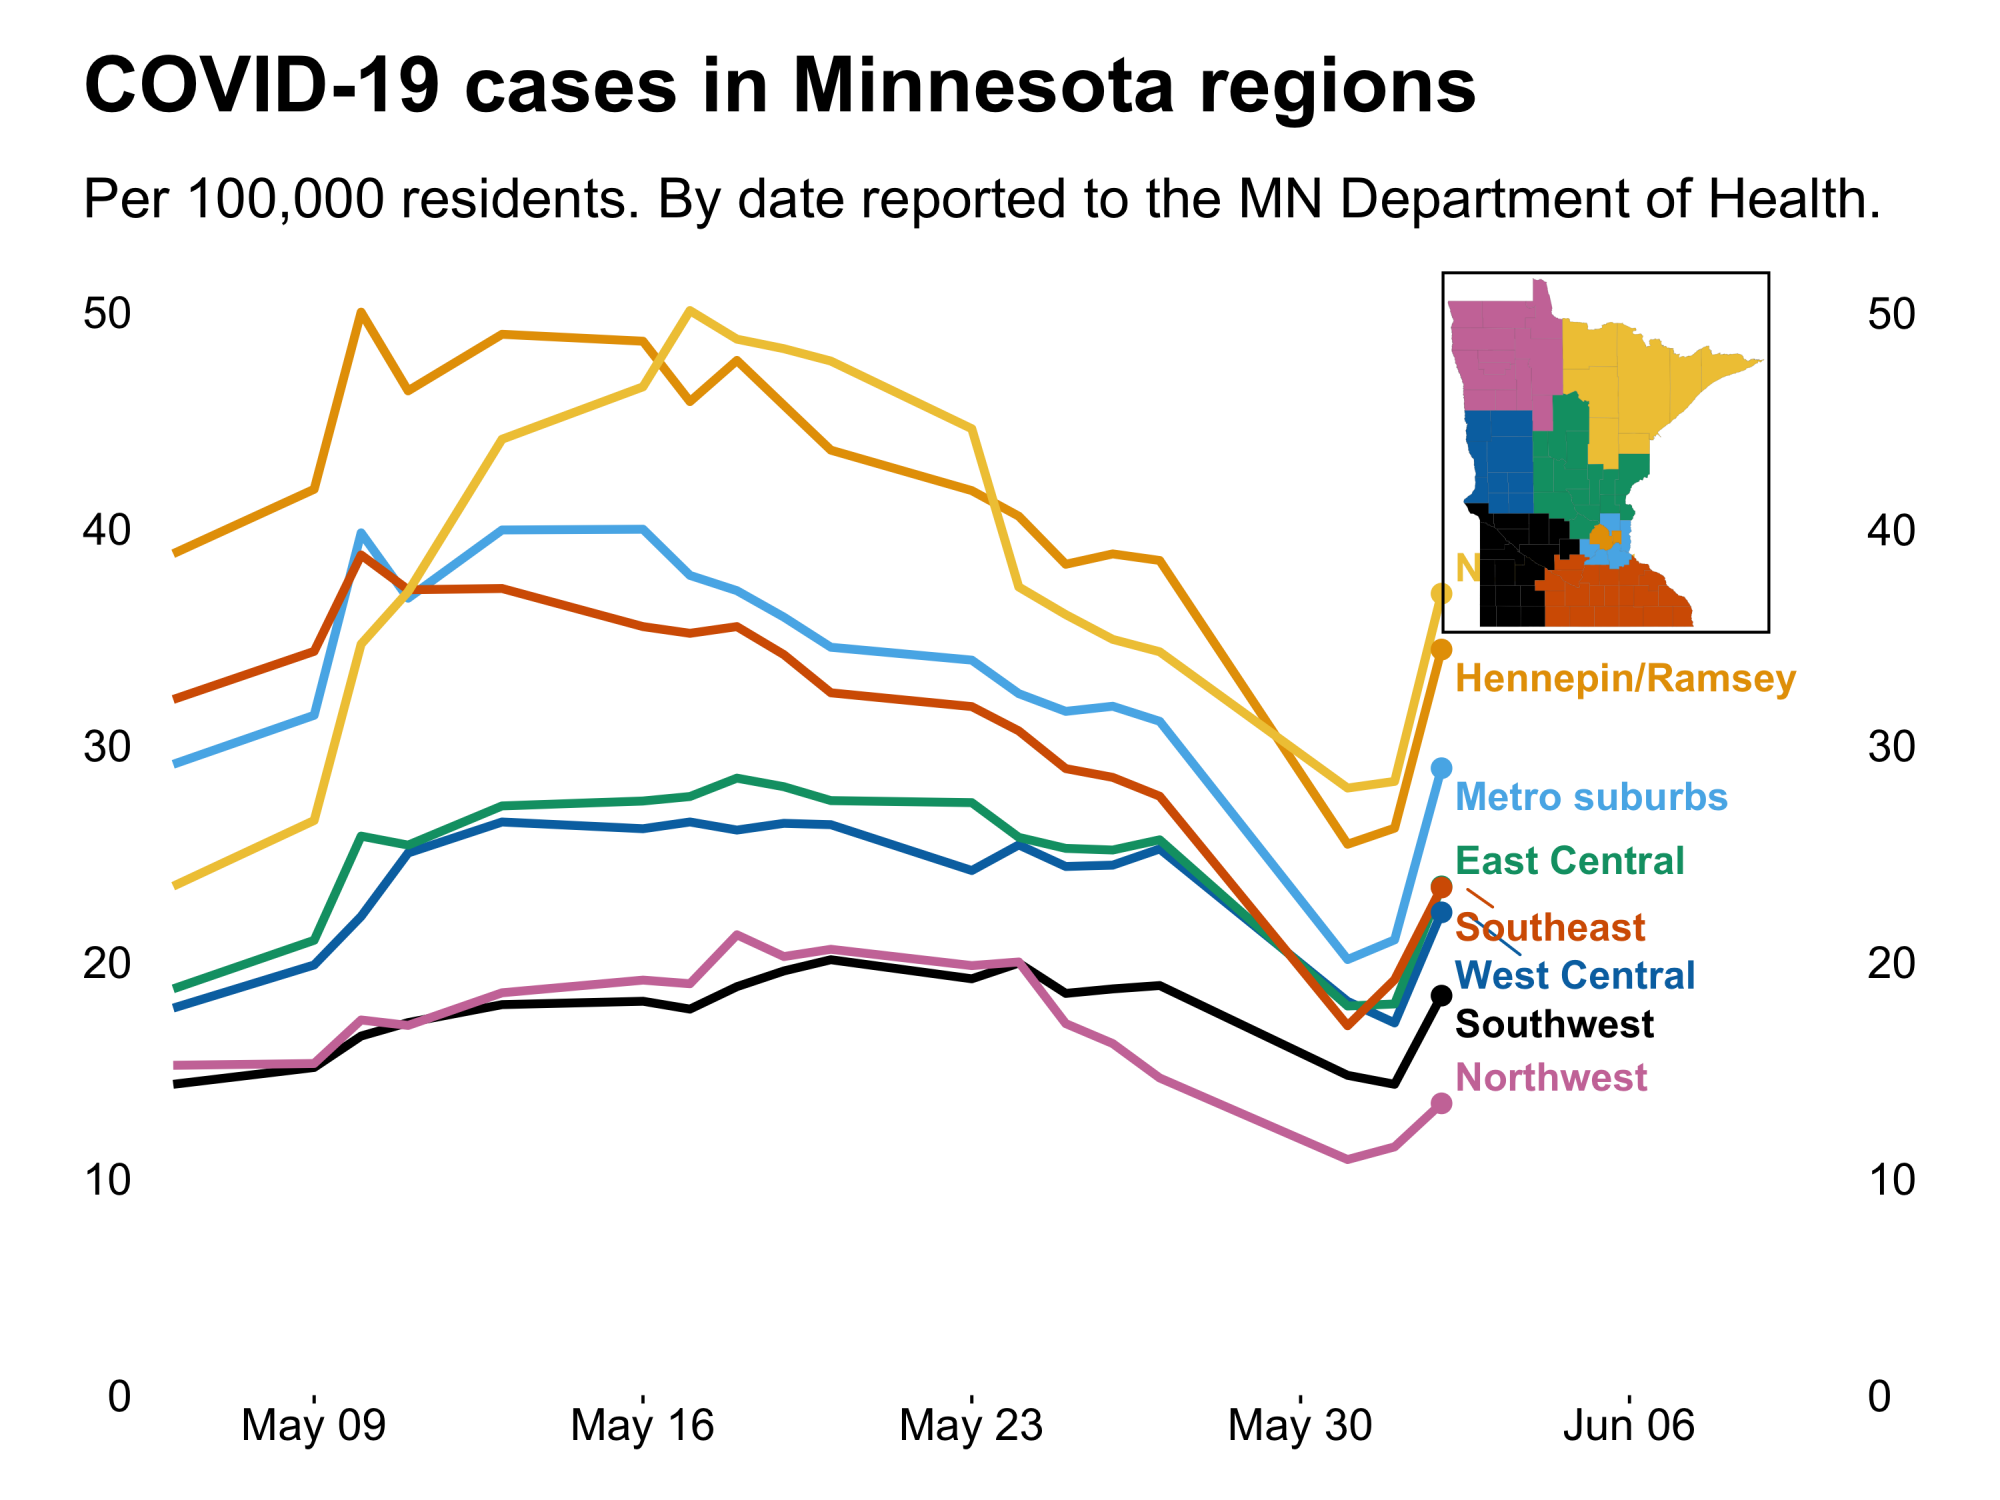 COVID-19 cases in Minnesota regions
Per 100,000 residents. By date reported to the MN Department of Health.
50 50
40 40
30 30
20 20
10 10
0 0
Hennepin/Ramsey
Metro suburbs
East Central
Southeast
West Central
Southwest
Northwest
May 09 May 16 May 23 May 30 Jun 06